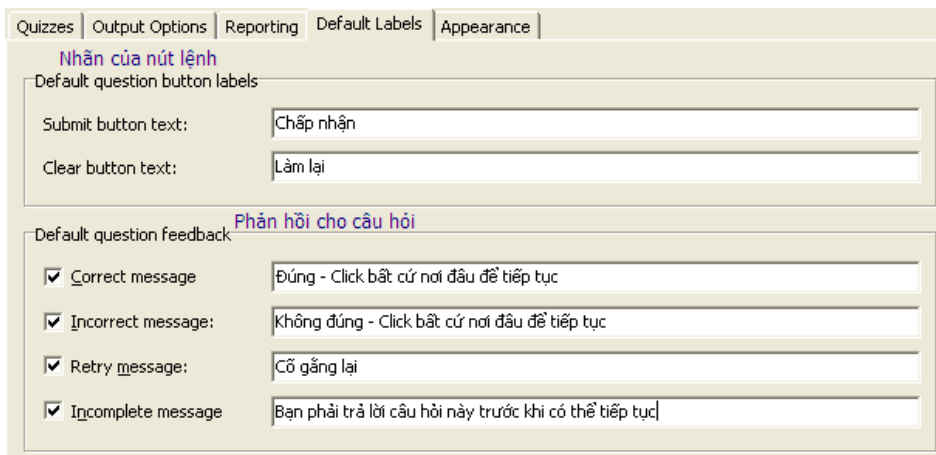 Quizzes Output Options Reporting Default Labels Appearance
Nhãn của nút lệnh
Default question button labels
Submit button text: Chấp nhận
Clear button text: Làm lại
Phản hồi cho câu hỏi
Default question feedback
Correct message Đúng - Click bất cứ nơi đâu để tiếp tục
Incorrect message: Không đúng - Click bất cứ nơi đâu để tiếp tục
Retry message: Cố gắng lại
Incomplete message Bạn phải trả lời câu hỏi này trước khi có thể tiếp tục